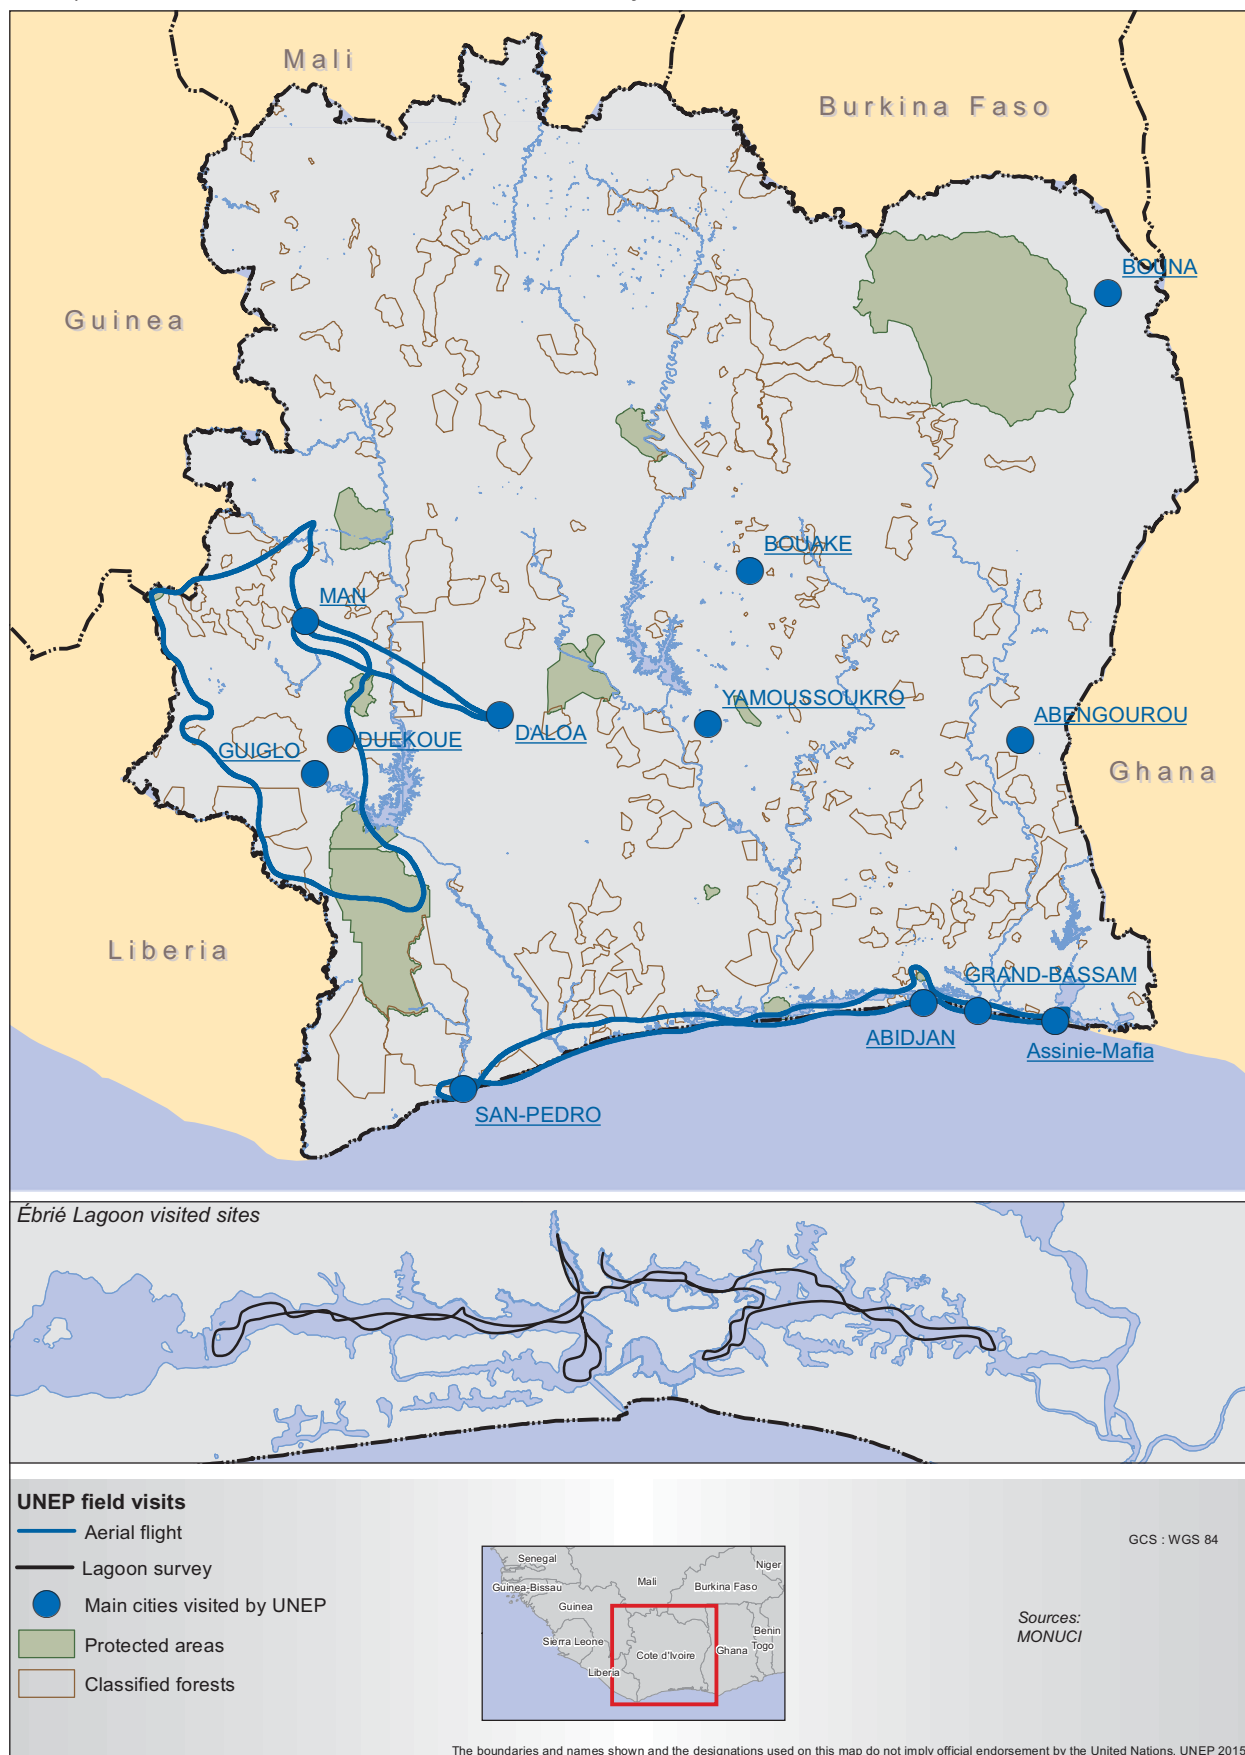 Mali
Burkina Faso
BOUNA
Guinea
BOUAKE
MAN
YAMOUSSOUKRO
ABENGOUROU
DALOA
DUEKOUE
GUIGLO
Ghana
Liberia
GRAND-BASSAM
ABIDJAN
Assinie-Mafia
SAN-PEDRO
Ébrié Lagoon visited sites
UNEP field visits
Aerial flight
Lagoon survey
Main cities visited by UNEP
Protected areas
Classified forests
Senegal
Niger
Mali
Guinea-Bissau
Burkina Faso
Guinea
Benin
Sierra Leone
Togo
Ghana
Cote d'Ivoire
Liberia
GCS : WGS 84
Sources:
MONUCI
The boundaries and names shown and the designations used on this map do not imply official endorsement by the United Nations. UNEP 2015